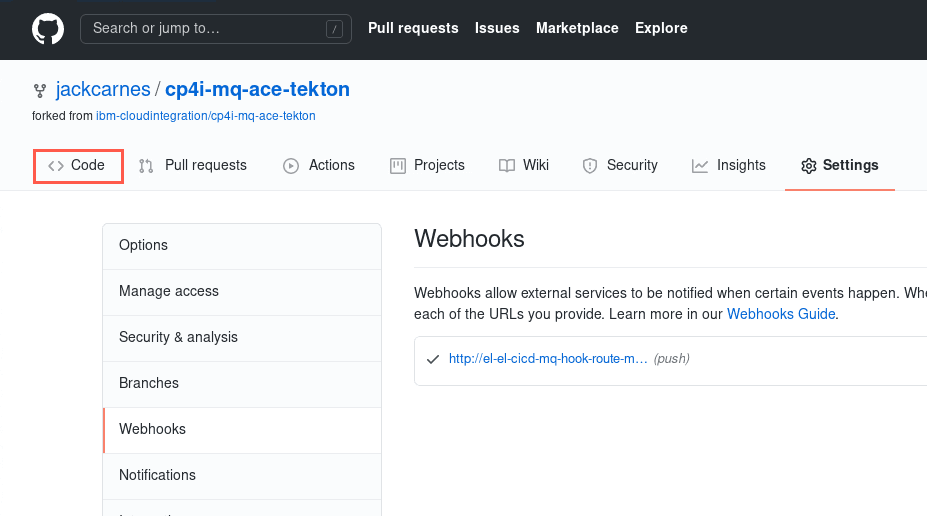 Search or jump to… / Pull requests Issues Marketplace Explore
jackcarnes / cp4i-mq-ace-tekton
forked from ibm-cloudintegration/cp4i-mq-ace-tekton
Code Pull requests Actions Projects Wiki Security Insights Settings
Options
Manage access
Security & analysis
Branches
Webhooks
Notifications
Webhooks
Webhooks allow external services to be notified when certain events happen.
each of the URLs you provide. Learn more in our Webhooks Guide.
http://el-el-cicd-mq-hook-route-m… (push)